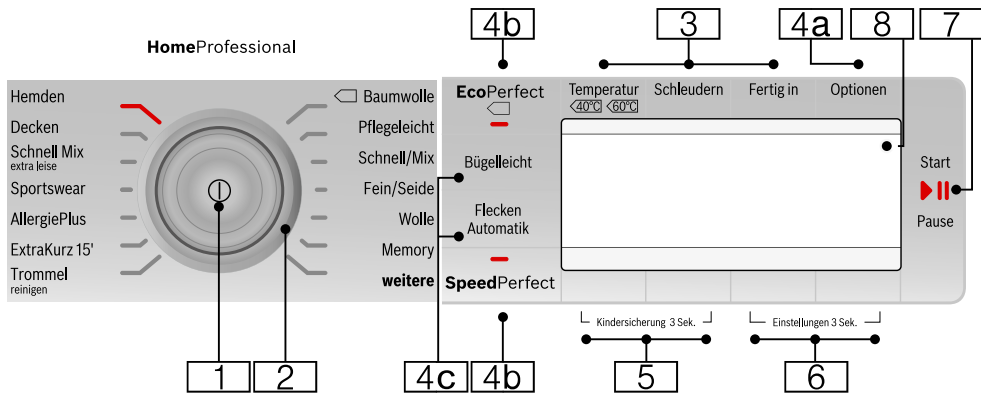 4b
3
4a
8
7
HomeProfessional
Hemden
Decken
Schnell Mix
extra leise
Sportswear
AllergiePlus
ExtraKurz 15'
Trommel
reinigen
Baumwolle
Pflegeleicht
Schnell/Mix
Fein/Seide
Wolle
Memory
weitere
EcoPerfect
Bügelleicht
Flecken
Automatik
SpeedPerfect
Temperatur
40°C 60°C
Schleudern
Fertig in
Optionen
Start
Pause
Kindersicherung 3 Sek.
Einstellungen 3 Sek.
1
2
4c
4b
5
6